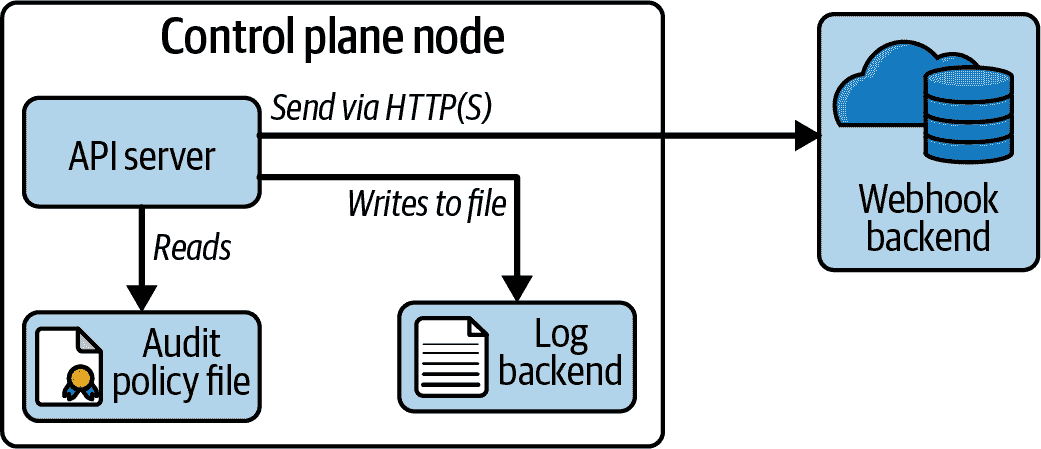 Control plane node
Send via HTTP(S)
API server
Writes to file
Reads
Webhook
backend
Audit
policy file
Log
backend